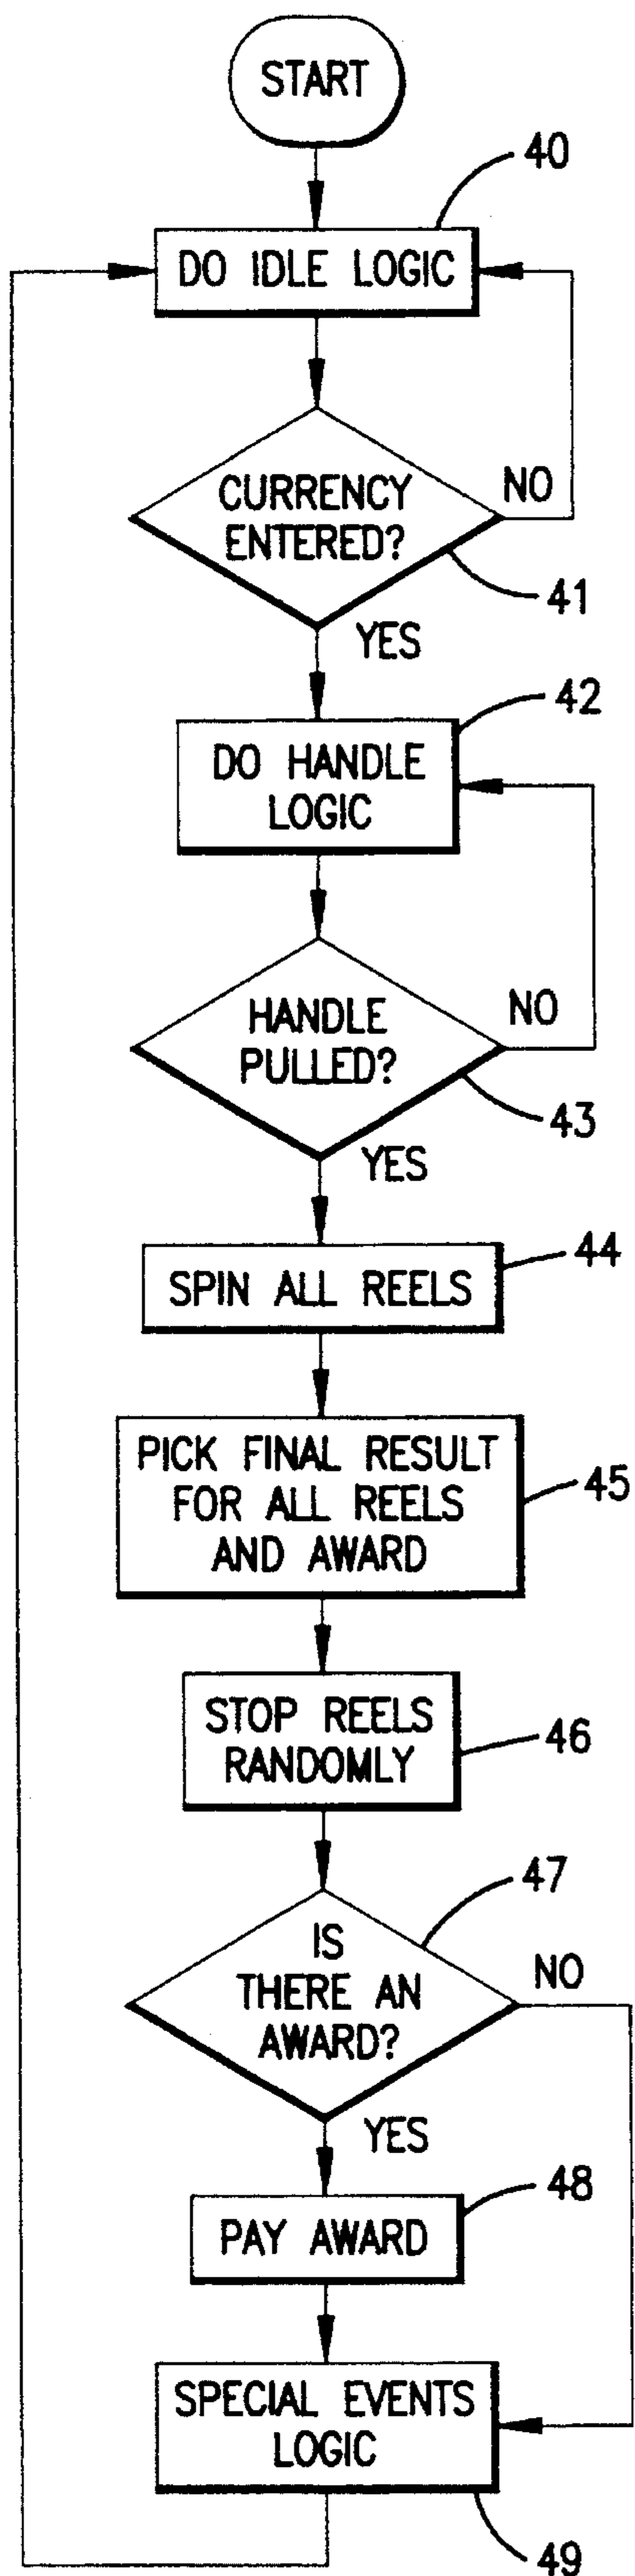 START
40
DO IDLE LOGIC
CURRENCY
ENTERED?
NO
41
YES
42
DO HANDLE
LOGIC
HANDLE
PULLED?
NO
43
YES
44
SPIN ALL REELS
PICK FINAL RESULT
FOR ALL REELS
AND AWARD
45
STOP REELS
RANDOMLY
46
47
IS
THERE AN
AWARD?
NO
YES
48
PAY AWARD
SPECIAL EVENTS
LOGIC
49